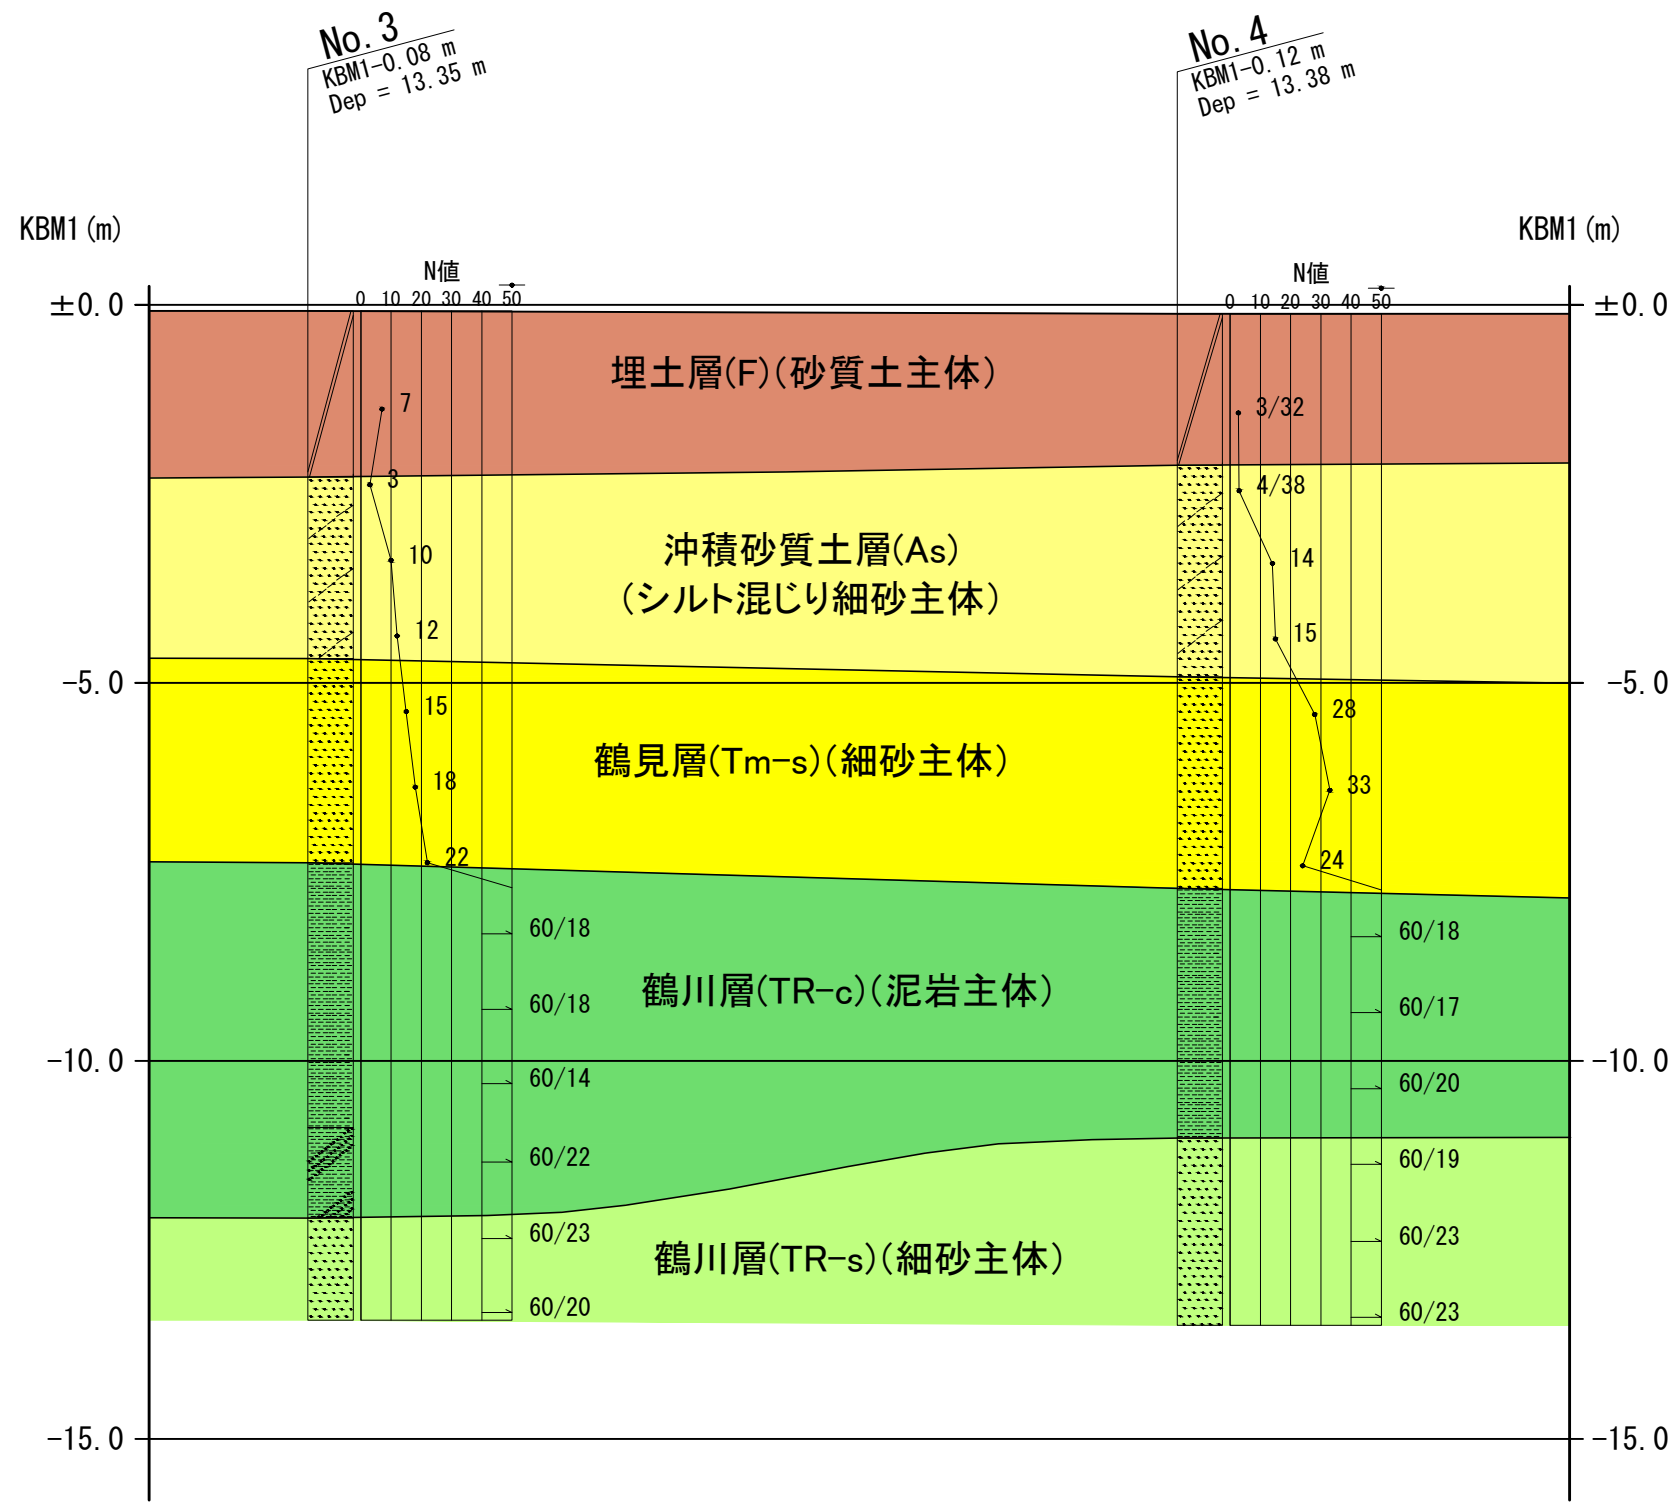 No.3
KBM1-0.08 m
Dep = 13.35 m
No.4
KBM1-0.12 m
Dep = 13.38 m
KBM1(m)
KBM1(m)
N値
N値
±0.0
0 10 20 30 40 50
0 10 20 30 40 50
±0.0
埋土層(F)(砂質土主体)
7
3/32
3
4/38
沖積砂質土層(As)
(シルト混じり細砂主体)
10
14
12
15
-5.0
-5.0
15
28
鶴見層(Tm-s)(細砂主体)
18
33
22
24
60/18
60/18
鶴川層(TR-c)(泥岩主体)
60/18
60/17
-10.0
-10.0
60/14
60/20
60/22
60/19
60/23
60/23
鶴川層(TR-s)(細砂主体)
60/20
60/23
-15.0
-15.0